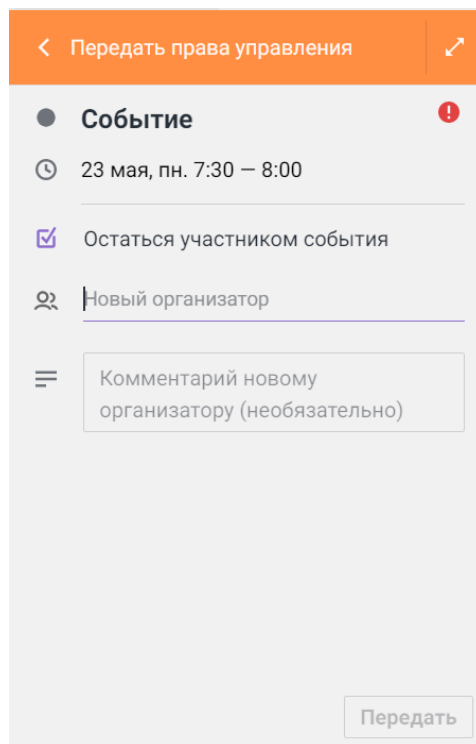 Передать права управления
Событие
23 мая, пн. 7:30 — 8:00
Остаться участником события
Новый организатор
Комментарий новому
организатору (необязательно)
Передать